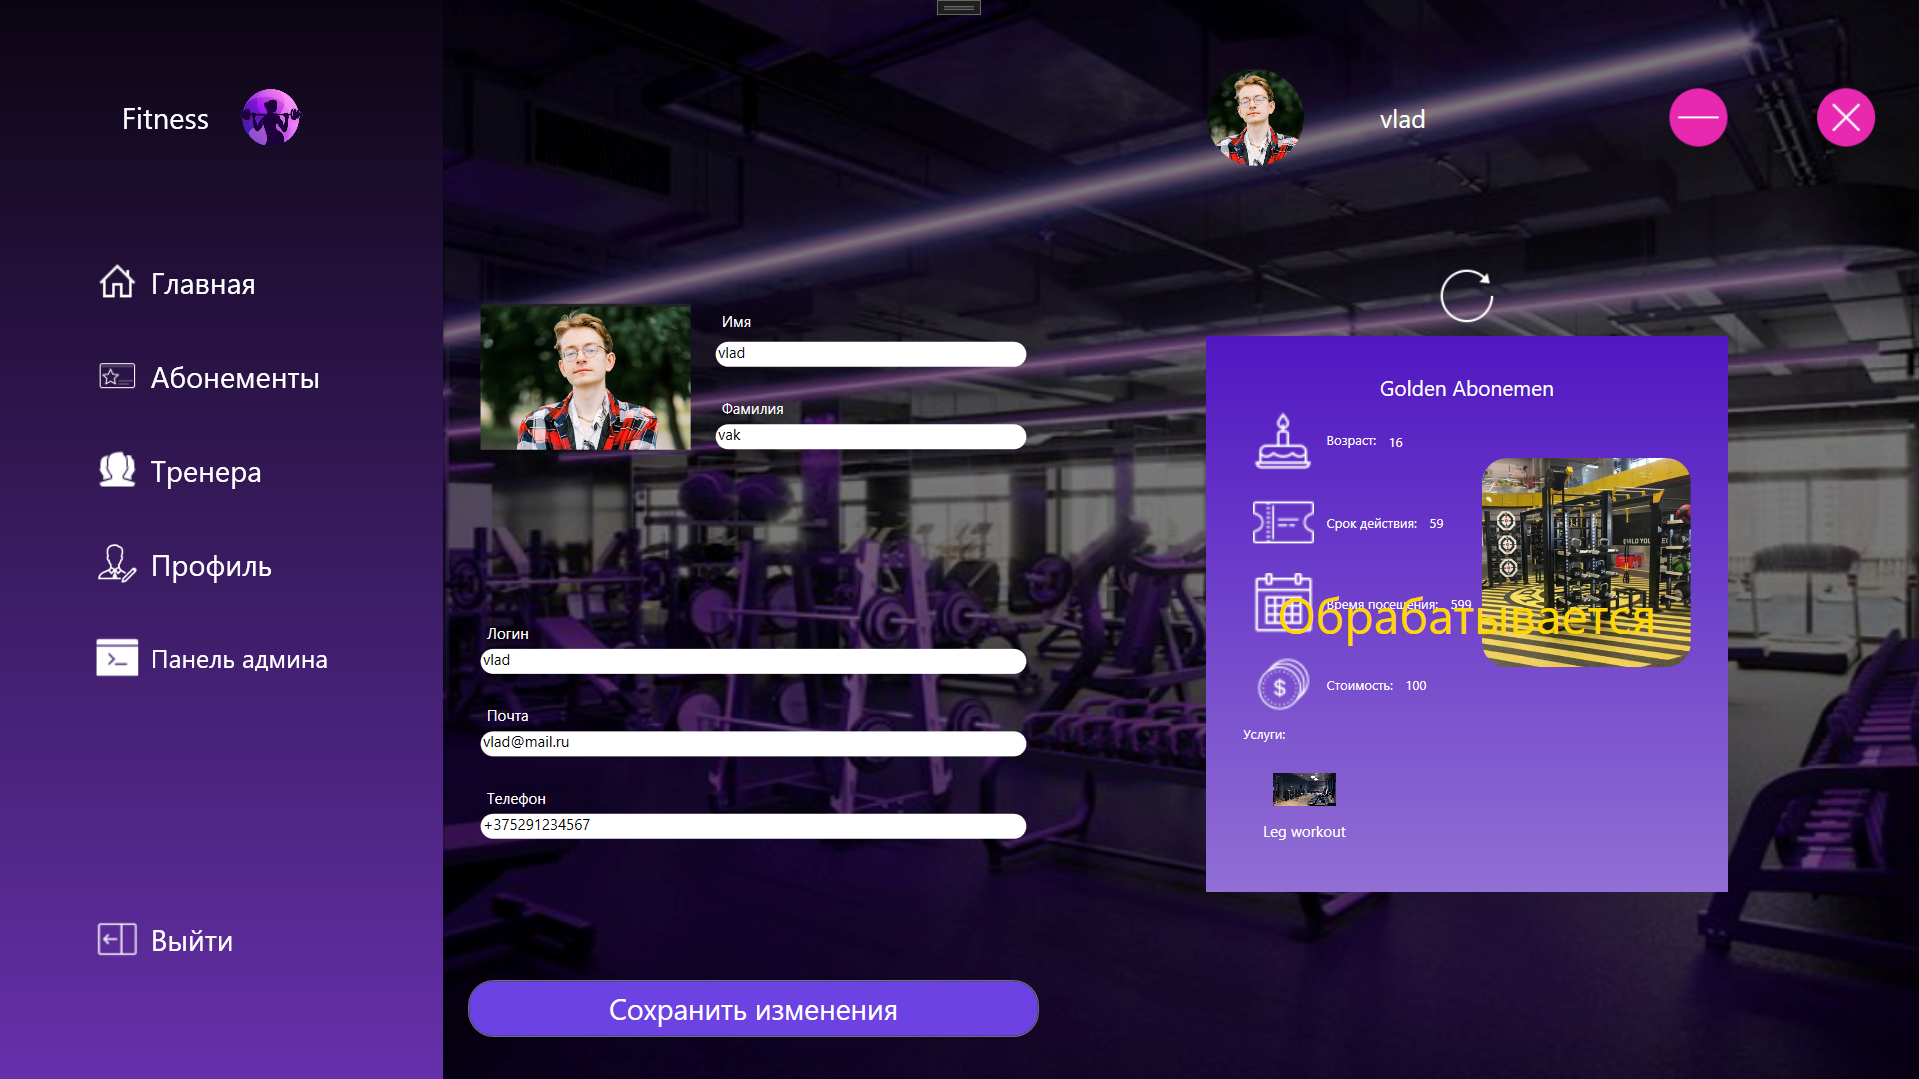 Fitness
vlad
Главная
Абонементы
Тренера
Профиль
Панель админа
Выйти
Имя
vlad
Фамилия
vak
Логин
vlad
Почта
vlad@mail.ru
Телефон
+375291234567
Сохранить изменения
Golden Abonemen
Возраст: 16
Срок действия: 59
Время посещения: 599
Обрабатывается
Стоимость: 100
Услуги:
Leg workout